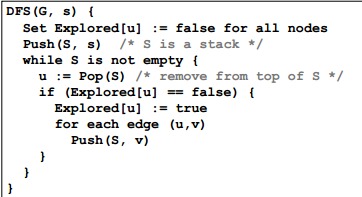 DFS(G, s) {
Set Explored[u] := false for all nodes
Push(S, s) /* S is a stack */
while S is not empty {
u := Pop(S) /* remove from top of S */
if (Explored[u] == false) {
Explored[u] := true
for each edge (u,v)
Push(S, v)
}
}
}